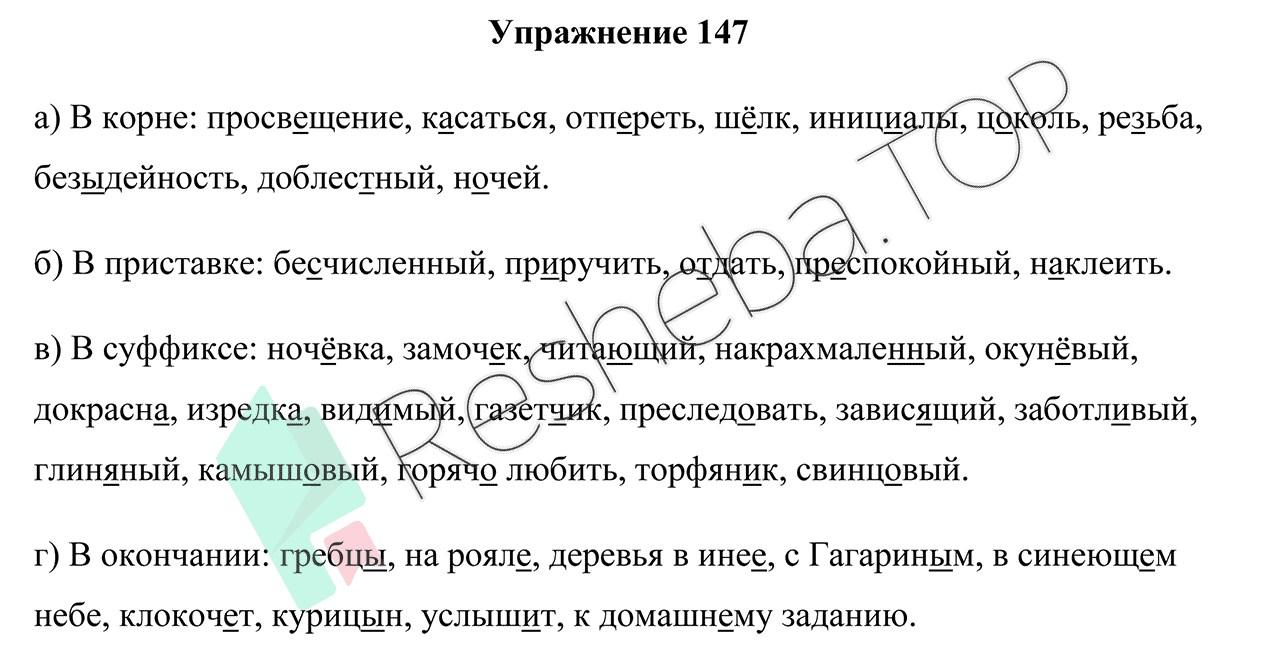 Упражнение 147
а) В корне: просвещение, касаться, отпереть, шёлк, инициалы, цоколь, резьба,
безыдейность, доблестный, ночей.
б) В приставке: бесчисленный, приручить, отдать, преспокойный, наклеить.
в) В суффиксе: ночёвка, замочек, читающий, накрахмаленный, окунёвый,
докрасна, изредка, видимый, газетчик, преследовать, зависящий, заботливый,
глиняный, камышовый, горячо любить, торфяник, свинцовый.
г) В окончании: гребцы, на рояле, деревья в инее, с Гагариным, в синеющем
небе, клокочет, курицын, услышит, к домашнему заданию.
Resheba.TOP